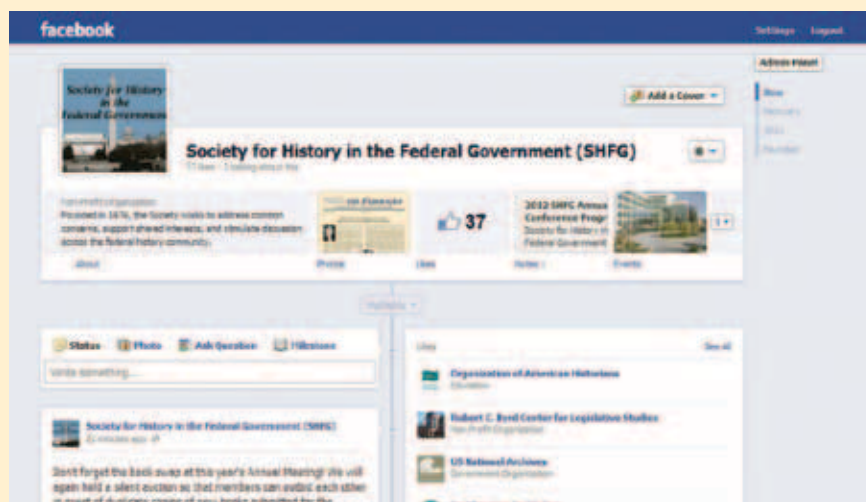 facebook
Settings Logout
Admin Panel
Society for History
in the
Federal Government
Add a Cover
Now
Society for History in the Federal Government (SHFG)
Founded in the Society works to address common
concerns, support shared interests, and stimulate discussion
across the federal history community.
37
2012 SHFG Annua
Conference Progr
Society for History in
Federal Government
About
Photos
Likes
Notes
Events
Highlights
Status Photo Ask Question Milestone
Write something...
Likes
See All
Organization of American Historians
Education
Robert C. Byrd Center for Legislative Studies
Non-Profit Organization
US National Archives
Government Organization
Society for History in the Federal Government (SHFG)
minutes ago
Don't forget the book swap at this year's Annual Meeting! We will
again hold a silent auction so that members can outbid each other